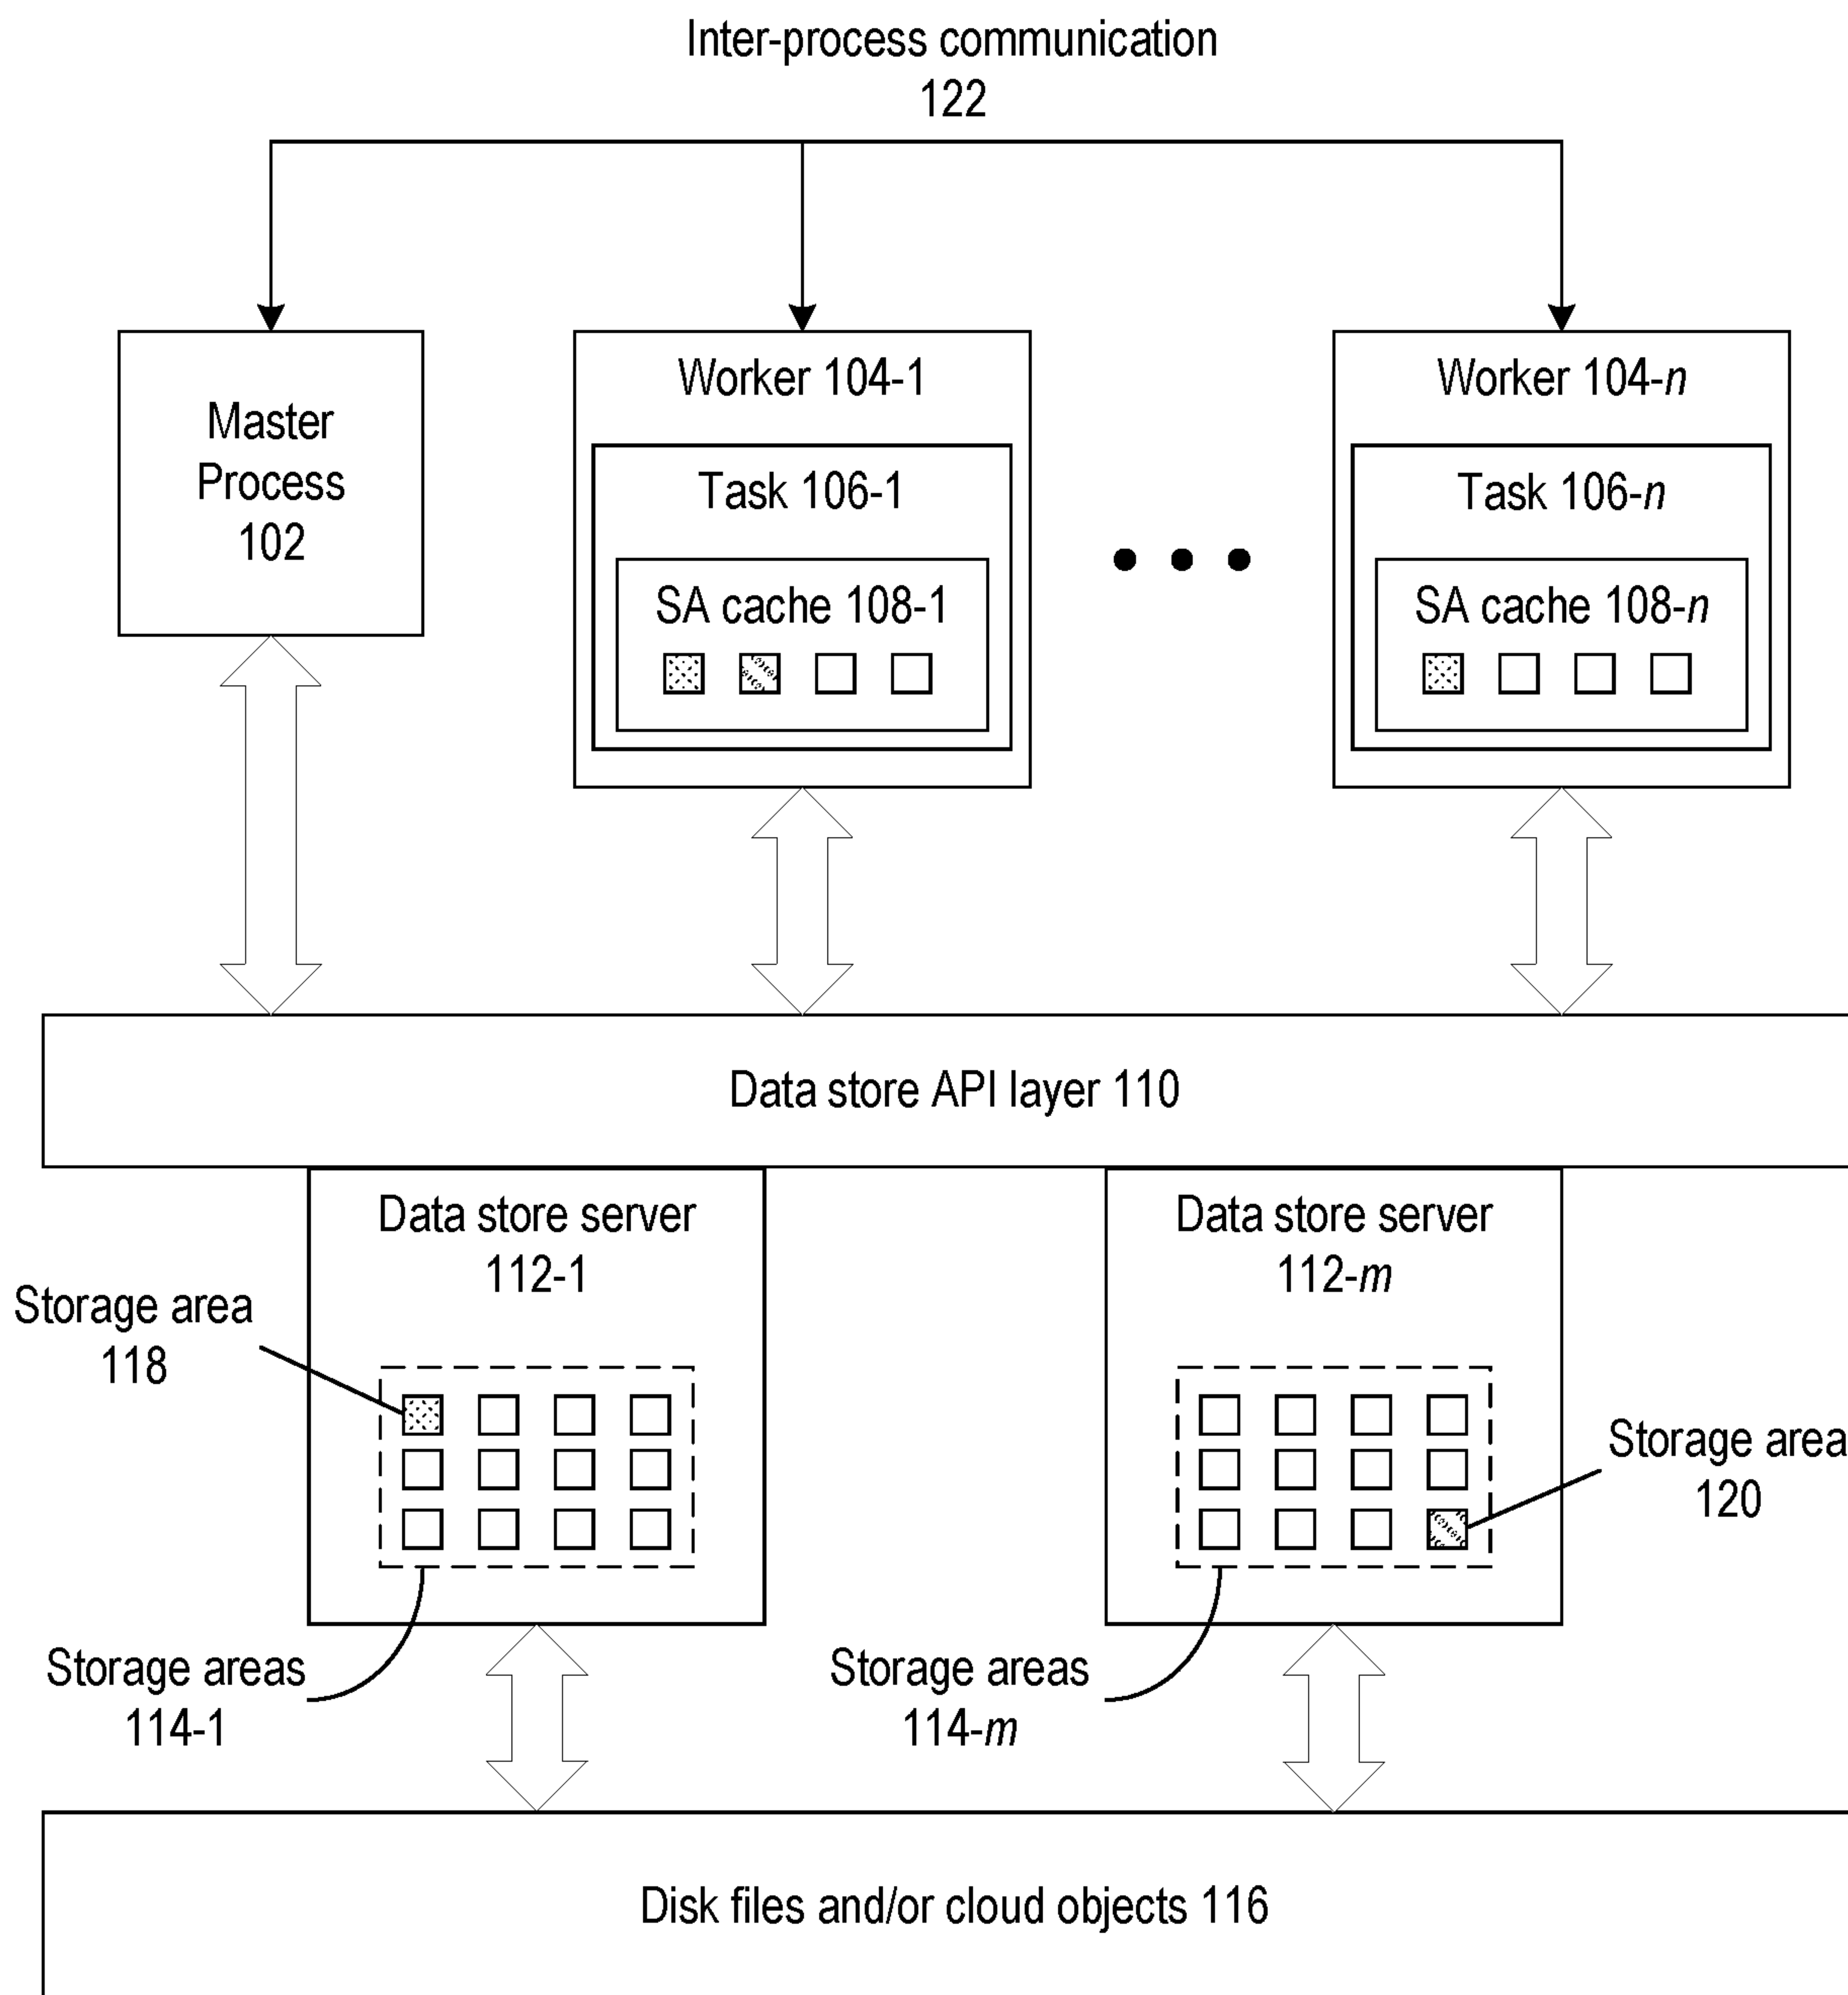 Inter-process communication
122
Master
Process
102
Worker 104-1
Task 106-1
SA cache 108-1
Worker 104-n
Task 106-n
SA cache 108-n
Data store API layer 110
Data store server
112-1
Data store server
112-m
Storage area
118
Storage area
120
Storage areas
114-1
Storage areas
114-m
Disk files and/or cloud objects 116